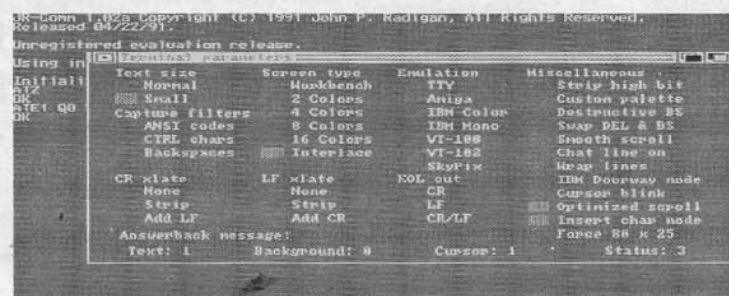 JR-Comm 1.02a Copyright (C) 1991 John P. Radigan, All Rights Reserved.
Released 04/22/91.
Unregistered evaluation release.
Using in
Terminal parameters
Initiali
ATZ
OK
ATE1 Q0
OK
Text size Screen type Emulation Miscellaneous
Normal Workbench TTY Strip high bit
Small 2 Colors Amiga Custom palette
Capture filters 4 Colors IBM Color Destructive BS
ANSI codes 8 Colors IBM Mono Swap DEL & BS
CTRL chars 16 Colors VT-100 Smooth scroll
Backspaces Interlace VT-102 Chat line on
SkyPix Wrap lines
CR xlate LF xlate EOL out IBM Doorway mode
None None CR Cursor blink
Strip Strip LF Optimized scroll
Add LF Add CR CR/LF Insert char mode
Answerback message: Force 80 x 25
Text: 1 Background: 0 Cursor: 1 Status: 3